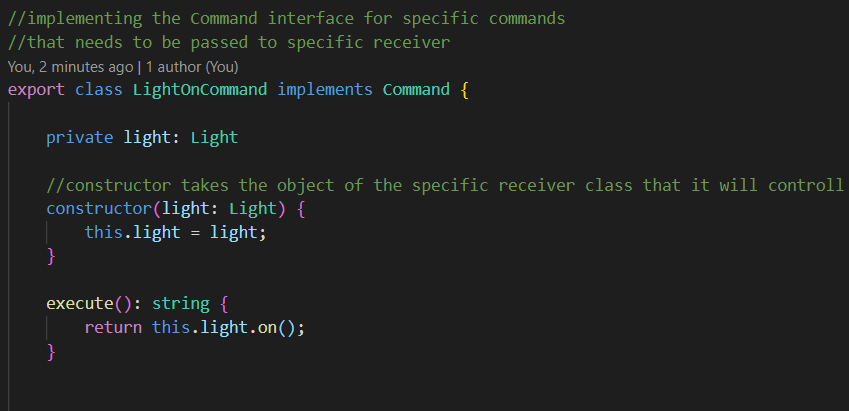 //implementing the Command interface for specific commands
//that needs to be passed to specific receiver
You, 2 minutes ago | 1 author (You)
export class LightOnCommand implements Command {
private light: Light
//constructor takes the object of the specific receiver class that it will controll
constructor(light: Light) {
this.light = light;
}
execute(): string {
return this.light.on();
}